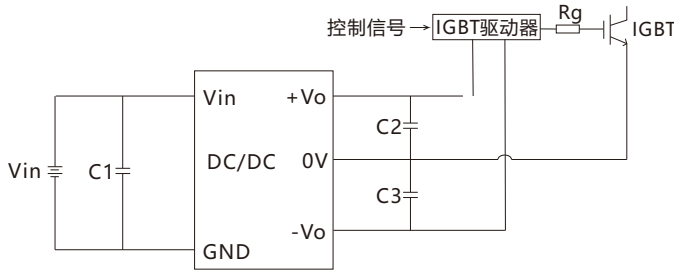 控制信号
IGBT驱动器
Rg
IGBT
Vin
+Vo
C2
Vin
C1
DC/DC
0V
C3
-Vo
GND